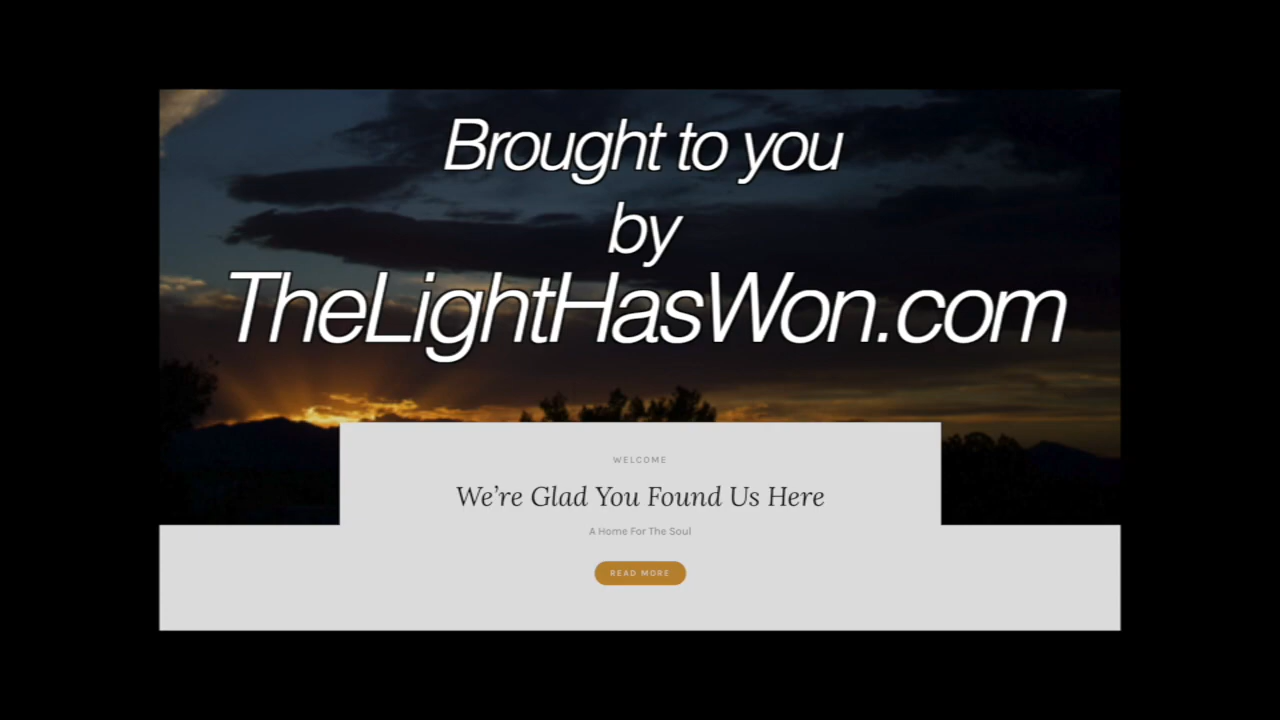 Brought to you
by
TheLightHasWon.com
WELCOME
We’re Glad You Found Us Here
A Home For The Soul
READ MORE